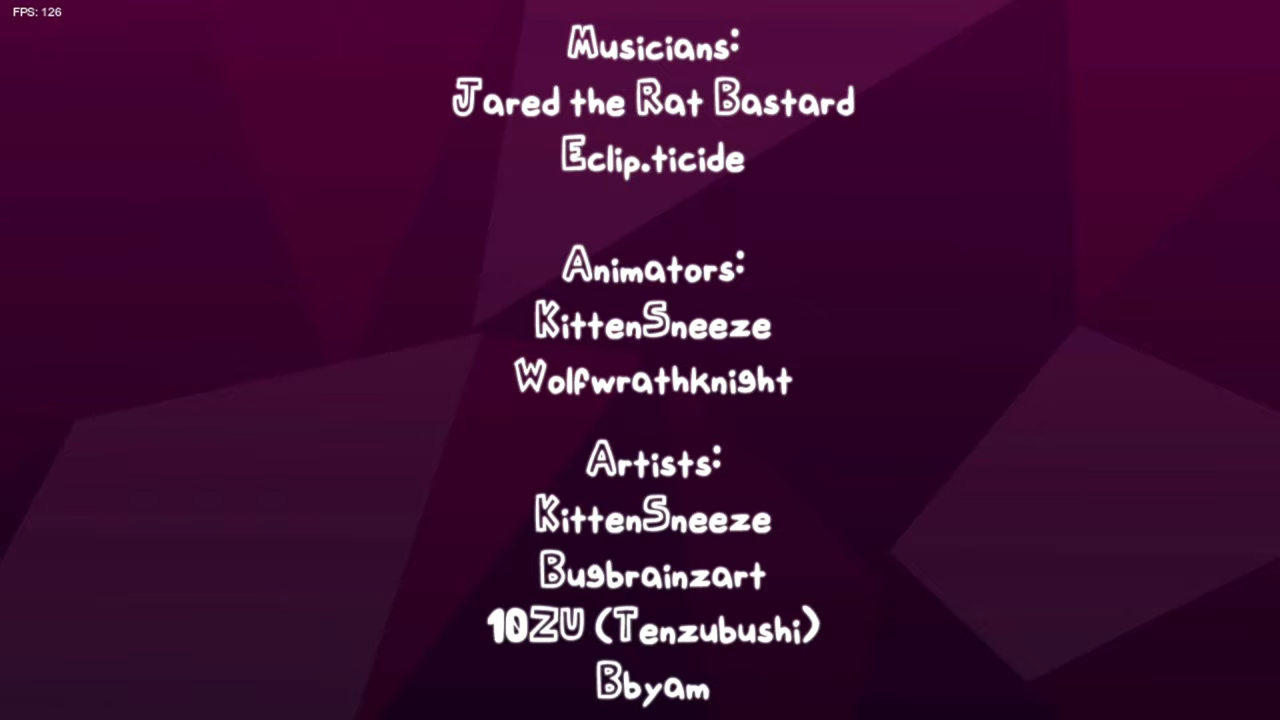 FPS: 126
Musicians:
Jared the Rat Bastard
Eclip.ticide
Animators:
KittenSneeze
Wolfwrathknight
Artists:
KittenSneeze
Bugbrainzart
10ZU (Tenzubushi)
Bbyam